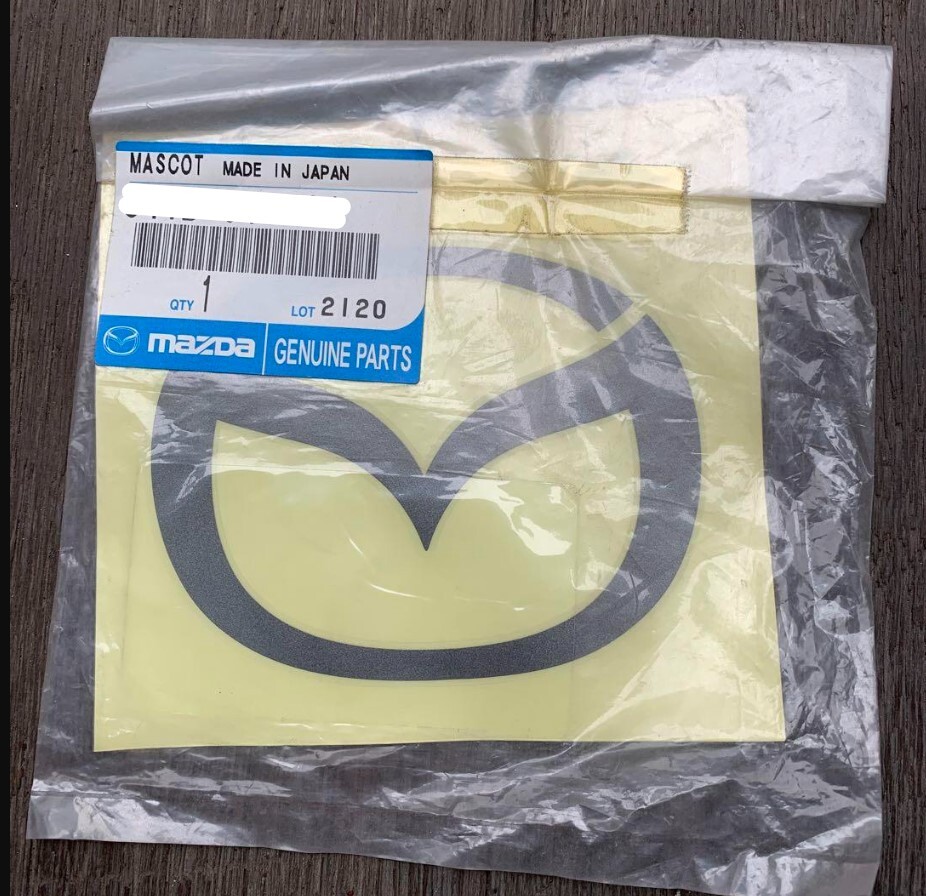 MASCOT MADE IN JAPAN
QTY 1 LOT 2120
mazda GENUINE PARTS